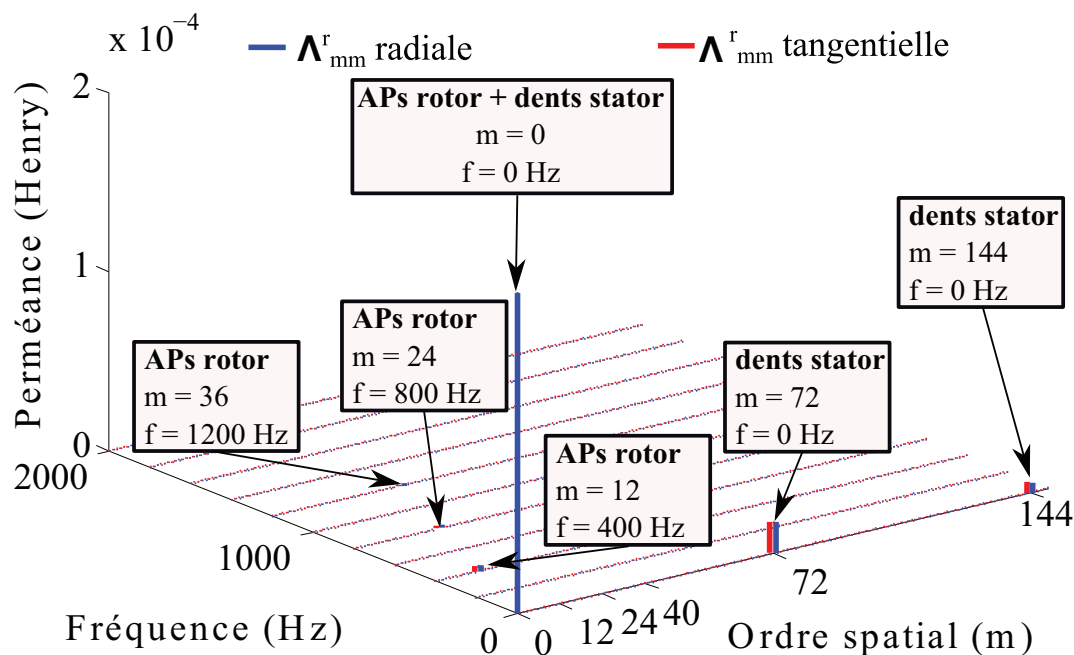 x 10⁻⁴
Λʳmm radiale
Λʳmm tangentielle
2
1
0
Perméance (Henry)
APs rotor + dents stator
m = 0
f = 0 Hz
dents stator
m = 144
f = 0 Hz
APs rotor
m = 24
f = 800 Hz
APs rotor
m = 36
f = 1200 Hz
dents stator
m = 72
f = 0 Hz
APs rotor
m = 12
f = 400 Hz
2000
1000
0
Fréquence (Hz)
0
12
24
40
72
144
Ordre spatial (m)